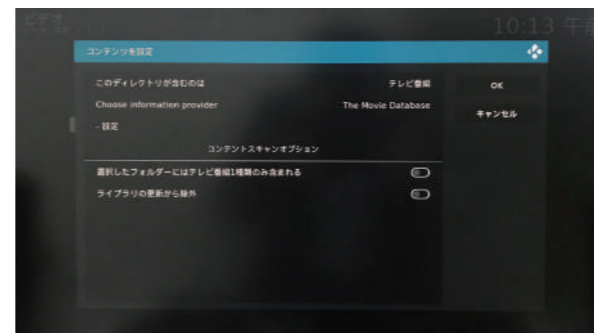 ビデオ
10:13 午前
コンテンツを設定
このディレクトリが含むのは テレビ番組
Choose information provider The Movie Database
- 設定
コンテントスキャンオプション
選択したフォルダーにはテレビ番組1種類のみ含まれる
ライブラリの更新から除外
OK
キャンセル